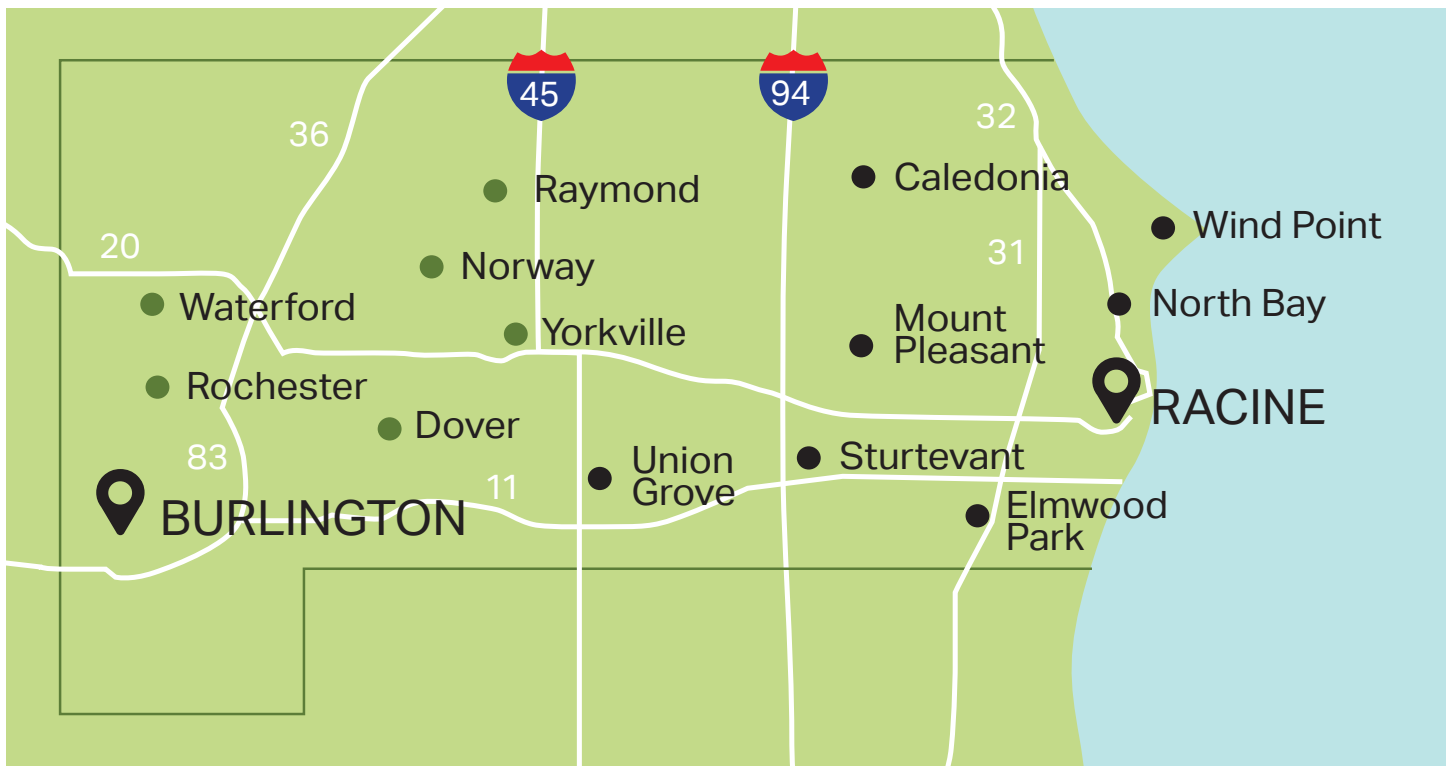 45
94
32
36
Caledonia
Raymond
Wind Point
20
31
Norway
North Bay
Waterford
Mount
Pleasant
Yorkville
Rochester
RACINE
Dover
83
Union
Grove
Sturtevant
11
BURLINGTON
Elmwood
Park